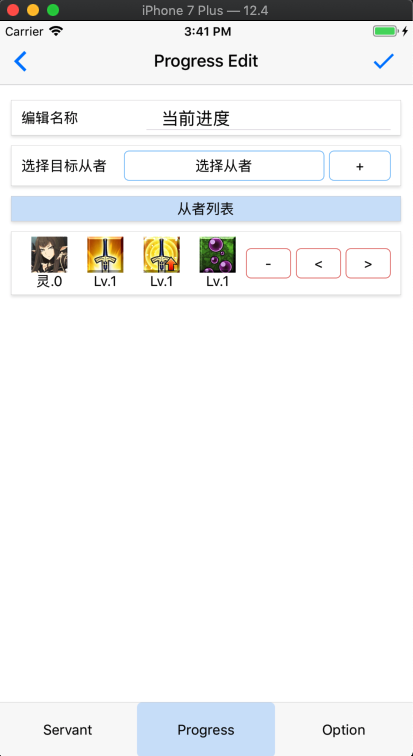 iPhone 7 Plus — 12.4
Carrier 3:41 PM
Progress Edit
编辑名称 当前进度
选择目标从者 选择从者 +
从者列表
- < >
灵.0 Lv.1 Lv.1 Lv.1
Servant Progress Option